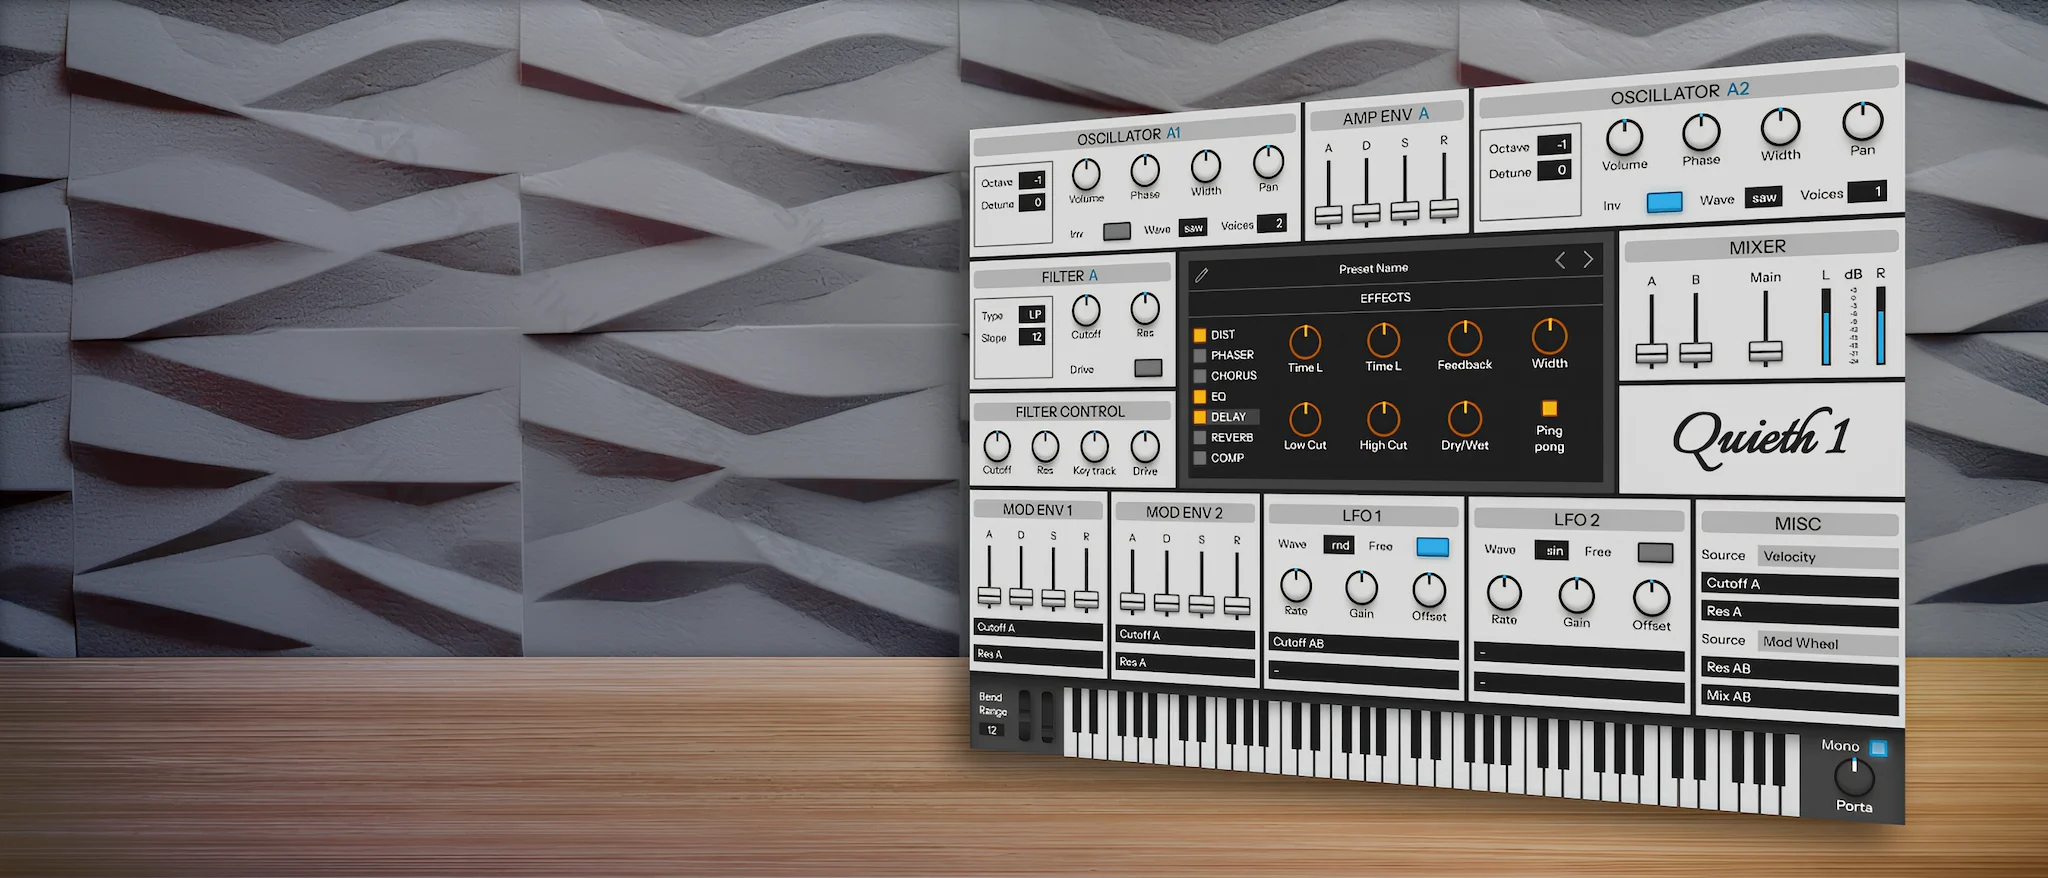 OSCILLATOR A1
Octave -1
Detune 0
Volume Phase Width Pan
Inv Wave saw Voices 2
AMP ENV A
A D S R
OSCILLATOR A2
Octave -1
Detune 0
Volume Phase Width Pan
Inv Wave saw Voices 1
FILTER A
Type LP
Slope 12
Cutoff Res
Drive
FILTER CONTROL
Cutoff Res Key track Drive
Preset Name
EFFECTS
DIST
PHASER
CHORUS
EQ
DELAY
REVERB
COMP
Time L Time L Feedback Width
Low Cut High Cut Dry/Wet Ping pong
MIXER
A B Main L dB R
Quieth 1
MOD ENV 1
A D S R
Cutoff A
Res A
MOD ENV 2
A D S R
Cutoff A
Res A
LFO 1
Wave rnd Free
Rate Gain Offset
Cutoff AB
-
LFO 2
Wave sin Free
Rate Gain Offset
-
-
MISC
Source Velocity
Cutoff A
Res A
Source Mod Wheel
Res AB
Mix AB
Bend
Range
12
Mono
Porta